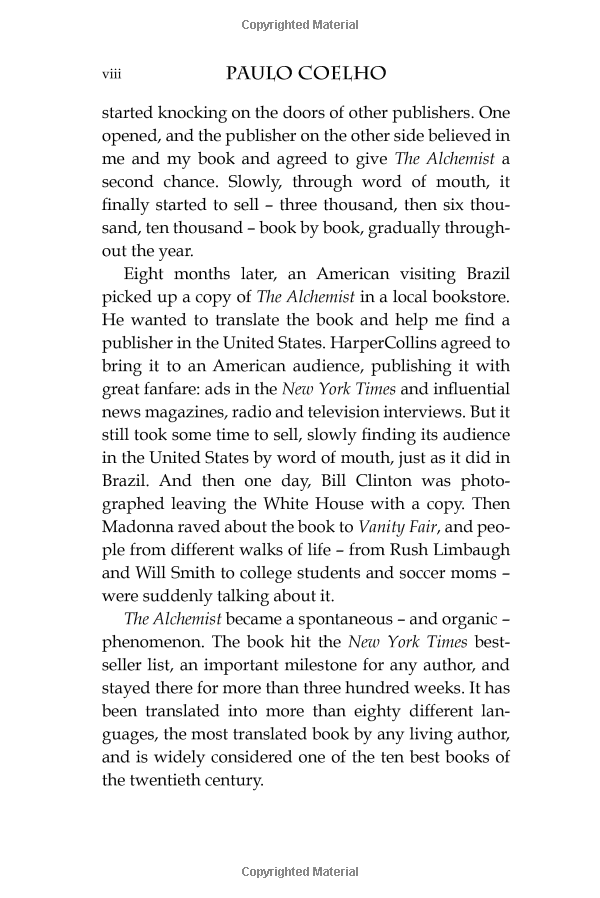 Copyrighted Material
viii PAULO COELHO
started knocking on the doors of other publishers. One
opened, and the publisher on the other side believed in
me and my book and agreed to give The Alchemist a
second chance. Slowly, through word of mouth, it
finally started to sell – three thousand, then six thou-
sand, ten thousand – book by book, gradually through-
out the year.
Eight months later, an American visiting Brazil
picked up a copy of The Alchemist in a local bookstore.
He wanted to translate the book and help me find a
publisher in the United States. HarperCollins agreed to
bring it to an American audience, publishing it with
great fanfare: ads in the New York Times and influential
news magazines, radio and television interviews. But it
still took some time to sell, slowly finding its audience
in the United States by word of mouth, just as it did in
Brazil. And then one day, Bill Clinton was photo-
graphed leaving the White House with a copy. Then
Madonna raved about the book to Vanity Fair, and peo-
ple from different walks of life – from Rush Limbaugh
and Will Smith to college students and soccer moms –
were suddenly talking about it.
The Alchemist became a spontaneous – and organic –
phenomenon. The book hit the New York Times best-
seller list, an important milestone for any author, and
stayed there for more than three hundred weeks. It has
been translated into more than eighty different lan-
guages, the most translated book by any living author,
and is widely considered one of the ten best books of
the twentieth century.
Copyrighted Material